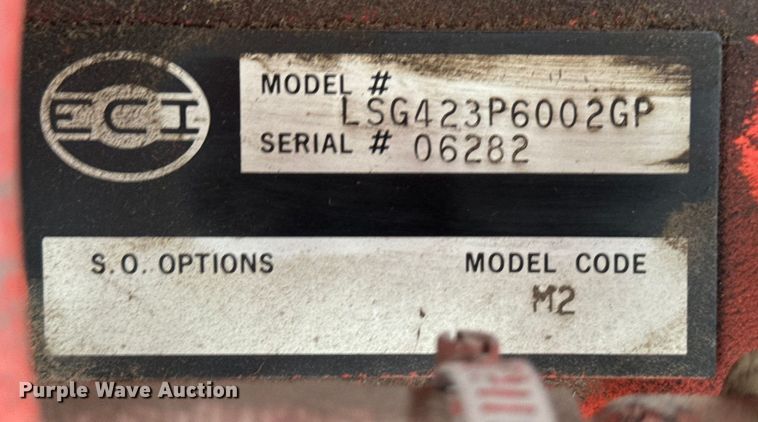 ECI
MODEL #
LSG423P6002GP
SERIAL # 06282
S.O. OPTIONS MODEL CODE
M2
Purple Wave Auction